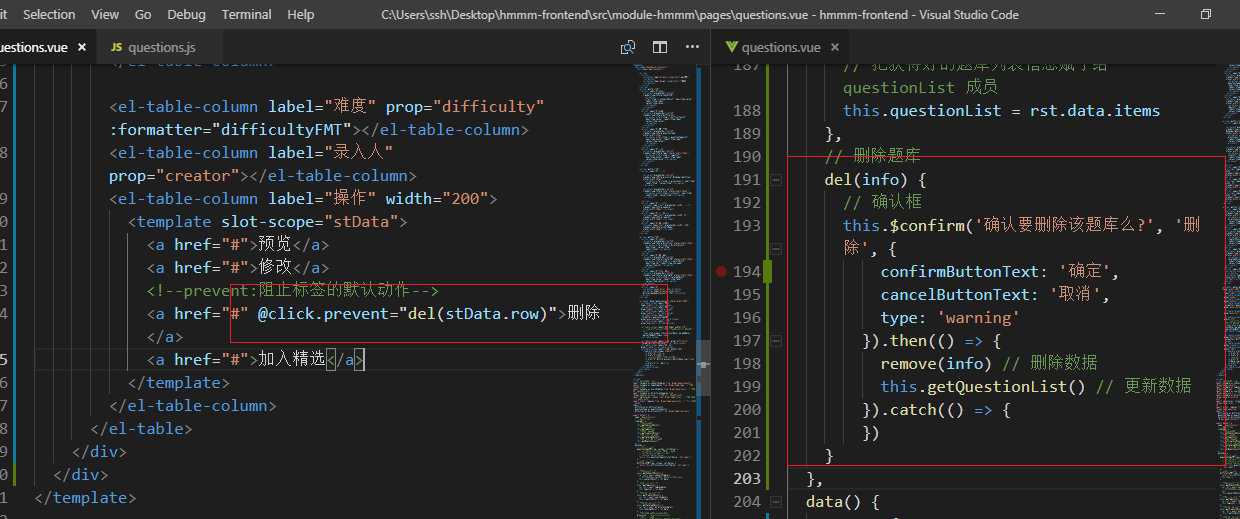 it Selection View Go Debug Terminal Help C:\Users\ssh\Desktop\hmmm-frontend\src\module-hmmm\pages\questions.vue - hmmm-frontend - Visual Studio Code
uestions.vue × JS questions.js
</el-table-column>
6
7 <el-table-column label="难度" prop="difficulty"
:formatter="difficultyFMT"></el-table-column>
8 <el-table-column label="录入人"
prop="creator"></el-table-column>
9 <el-table-column label="操作" width="200">
0 <template slot-scope="stData">
1 <a href="#">预览</a>
2 <a href="#">修改</a>
3 <!--prevent:阻止标签的默认动作-->
4 <a href="#" @click.prevent="del(stData.row)">删除
</a>
5 <a href="#">加入精选</a>
6 </template>
7 </el-table-column>
8 </el-table>
9 </div>
0 </div>
1 </template>
questions.vue ×
187 // 把获得好的题库列表信息赋予给
questionList 成员
188 this.questionList = rst.data.items
189 },
190 // 删除题库
191 del(info) {
192 // 确认框
193 this.$confirm('确认要删除该题库么?', '删
除', {
194 confirmButtonText: '确定',
195 cancelButtonText: '取消',
196 type: 'warning'
197 }).then(() => {
198 remove(info) // 删除数据
199 this.getQuestionList() // 更新数据
200 }).catch(() => {
201 })
202 }
203 },
204 data() {